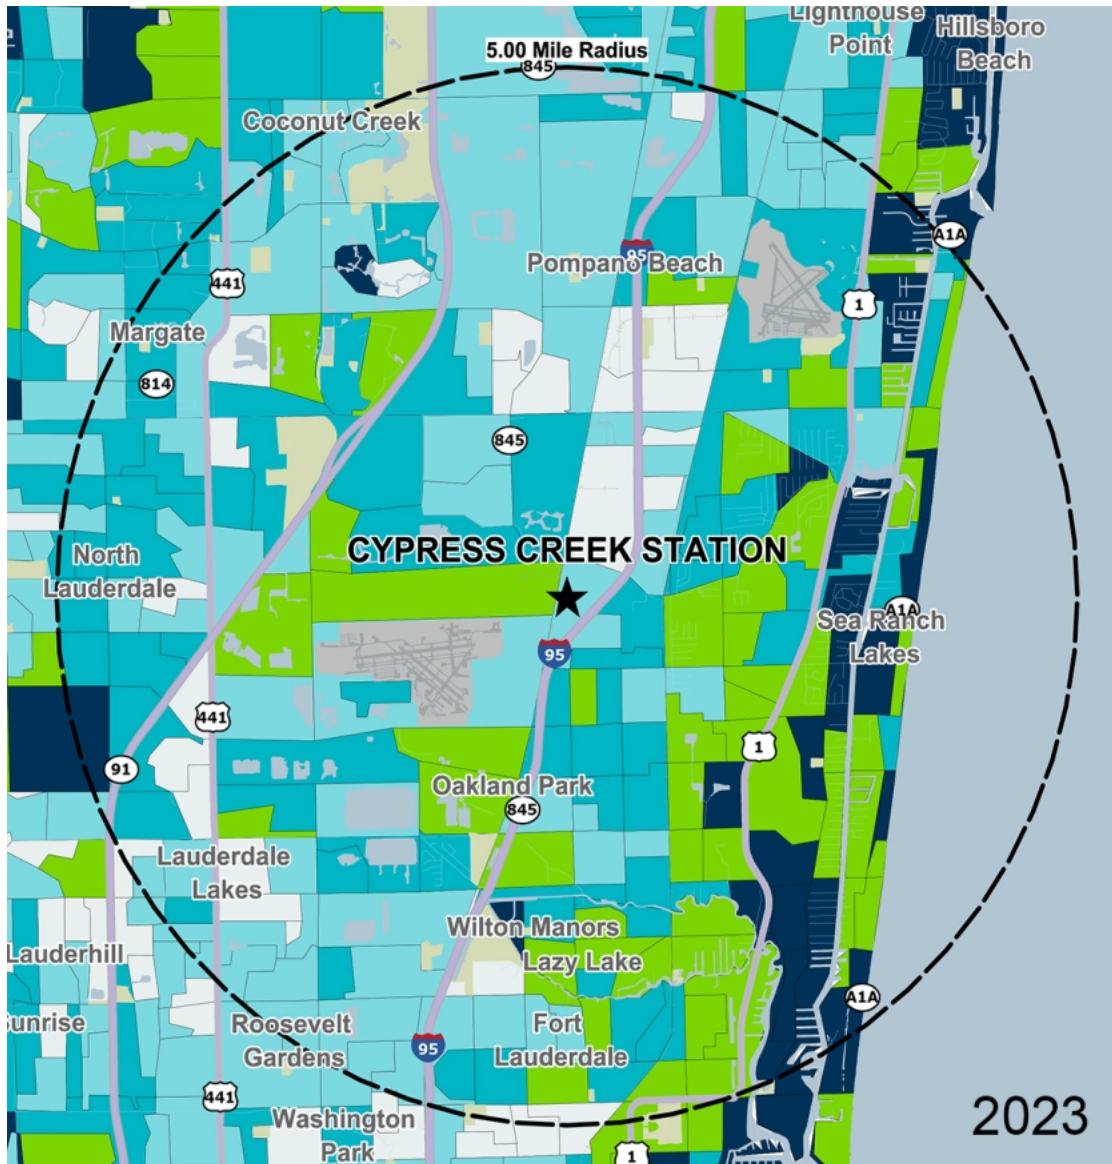 Lighthouse
Point
Hillsboro
Beach
5.00 Mile Radius
845
Coconut Creek
A1A
95
Pompano Beach
441
1
Margate
814
845
CYPRESS CREEK STATION
North
Lauderdale
A1A
Sea Ranch
Lakes
95
441
1
91
Oakland Park
845
Lauderdale
Lakes
Wilton Manors
Lazy Lake
Lauderhill
A1A
Sunrise
Roosevelt
Gardens
Fort
Lauderdale
95
441
Washington
Park
1
2023